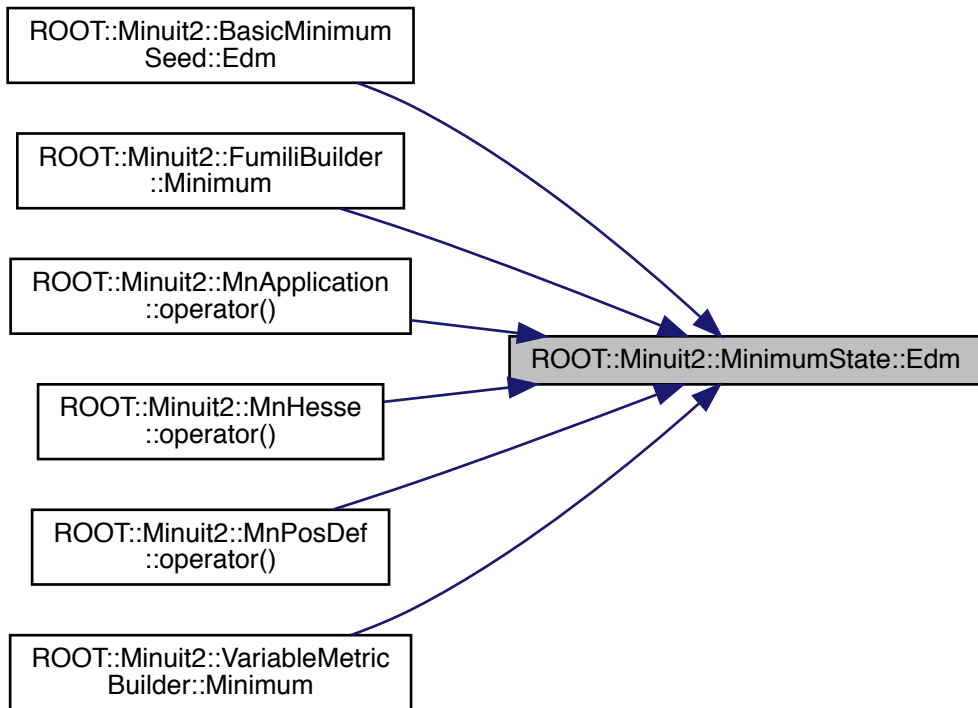 ROOT::Minuit2::BasicMinimum
Seed::Edm
ROOT::Minuit2::FumiliBuilder
::Minimum
ROOT::Minuit2::MnApplication
::operator()
ROOT::Minuit2::MinimumState::Edm
ROOT::Minuit2::MnHesse
::operator()
ROOT::Minuit2::MnPosDef
::operator()
ROOT::Minuit2::VariableMetric
Builder::Minimum